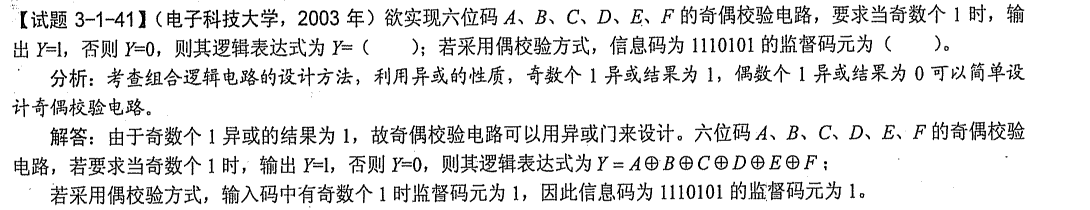 【试题 3-1-41】(电子科技大学，2003 年) 欲实现六位码 A、B、C、D、E、F 的奇偶校验电路，要求当奇数个 1 时，输
出 Y=1，否则 Y=0，则其逻辑表达式为 Y=（ ）；若采用偶校验方式，信息码为 1110101 的监督码元为（ ）。
分析：考查组合逻辑电路的设计方法，利用异或的性质，奇数个 1 异或结果为 1，偶数个 1 异或结果为 0 可以简单设
计奇偶校验电路。
解答：由于奇数个 1 异或的结果为 1，故奇偶校验电路可以用异或门来设计。六位码 A、B、C、D、E、F 的奇偶校验
电路，若要求当奇数个 1 时，输出 Y=1，否则 Y=0，则其逻辑表达式为 Y = A⊕B⊕C⊕D⊕E⊕F；
若采用偶校验方式，输入码中有奇数个 1 时监督码元为 1，因此信息码为 1110101 的监督码元为 1。